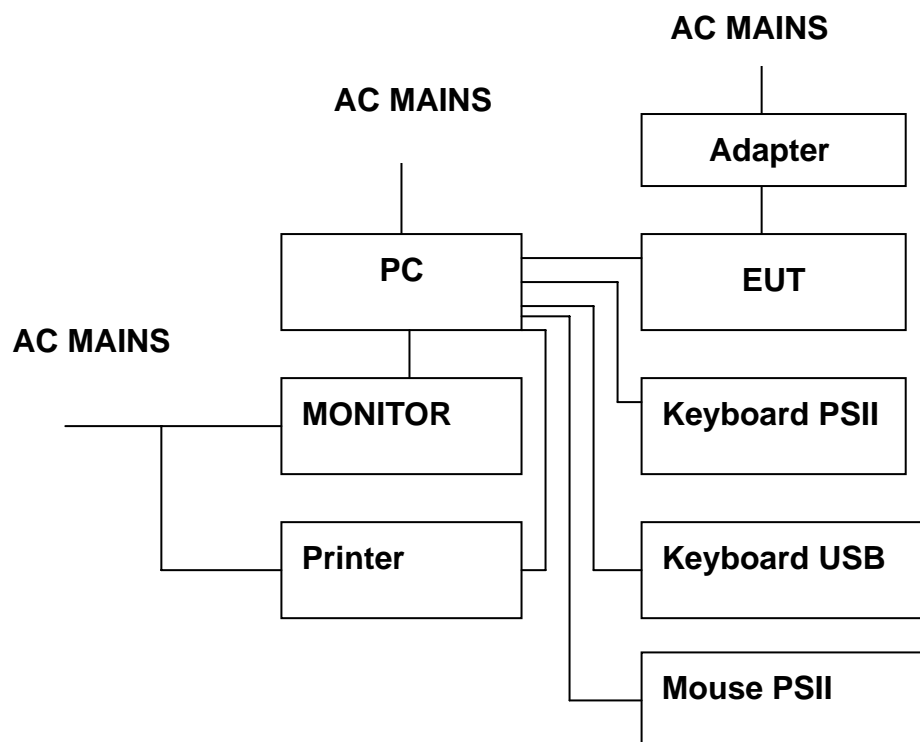 AC MAINS
AC MAINS
Adapter
PC
EUT
AC MAINS
MONITOR
Keyboard PSII
Printer
Keyboard USB
Mouse PSII